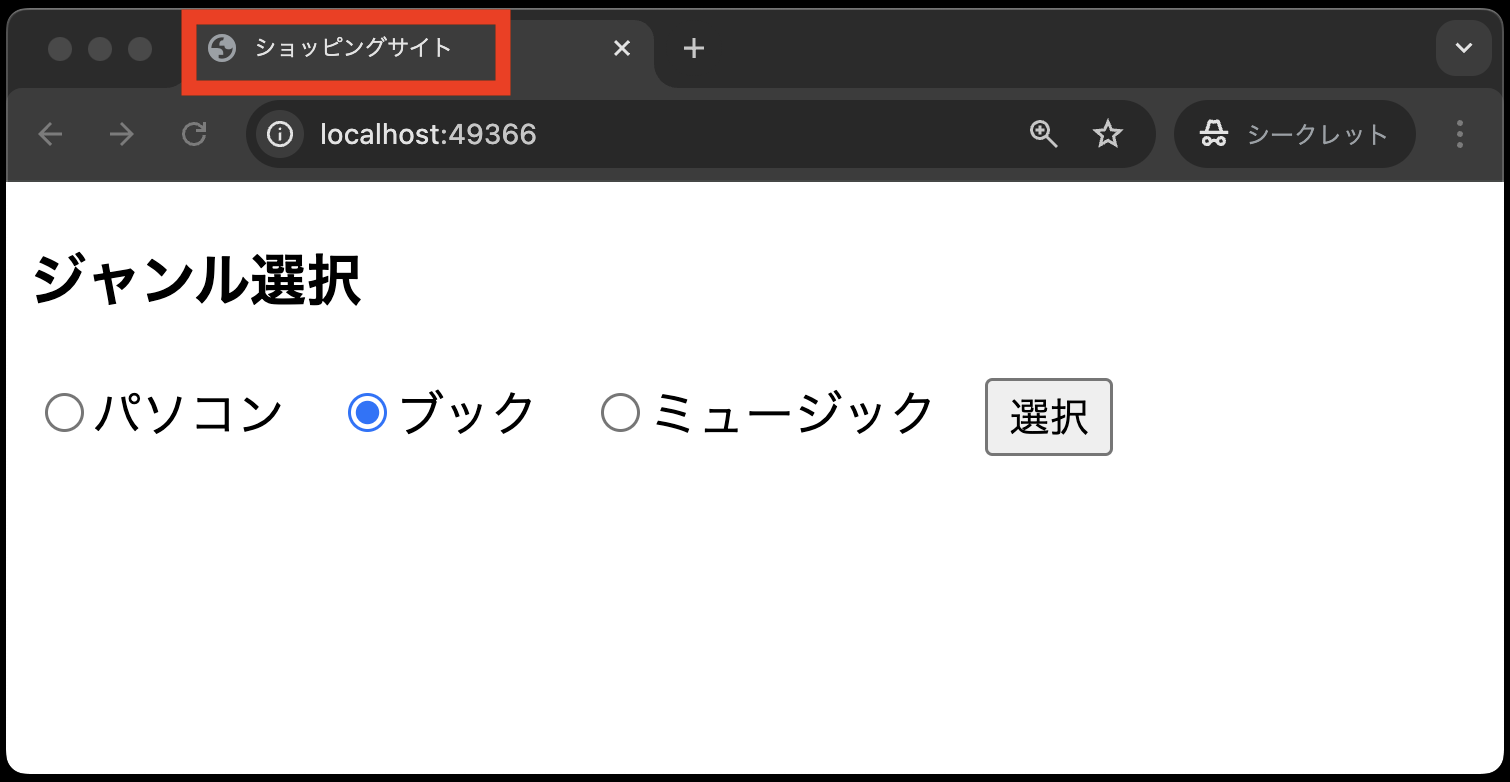 ショッピングサイト
localhost:49366
シークレット
ジャンル選択
パソコン ブック ミュージック 選択